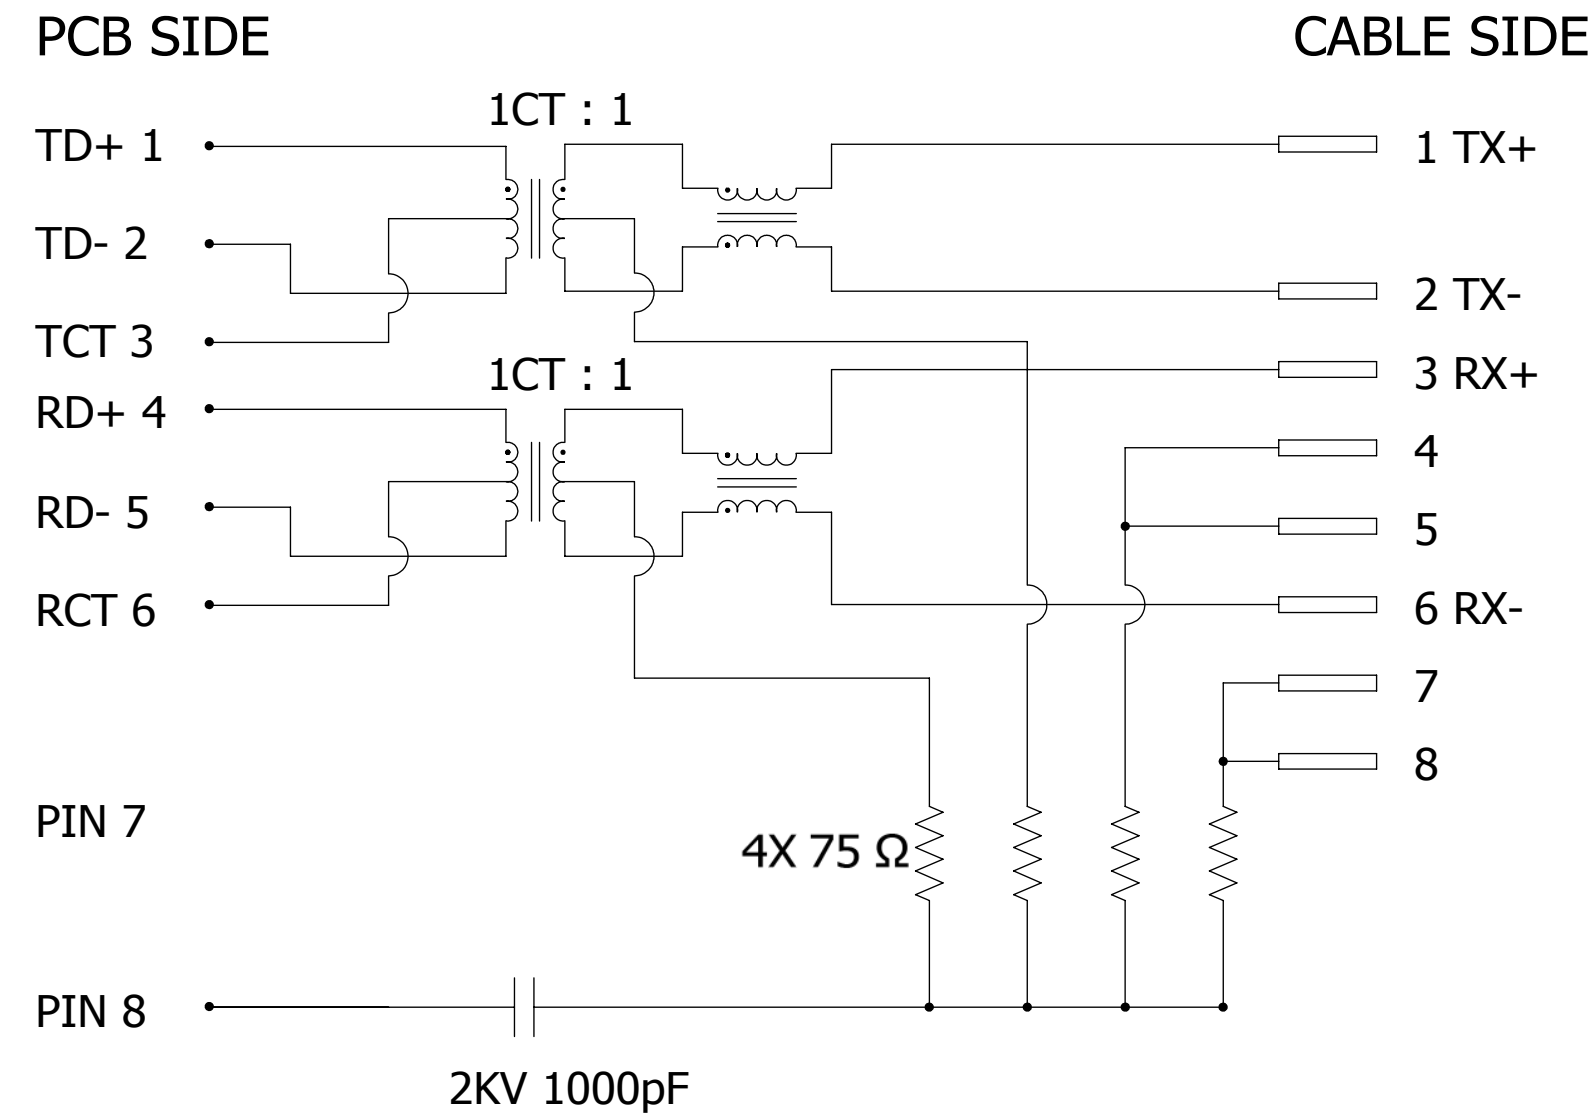 PCB SIDE
CABLE SIDE
1CT : 1
TD+ 1
1 TX+
TD- 2
2 TX-
TCT 3
1CT : 1
3 RX+
RD+ 4
4
RD- 5
5
RCT 6
6 RX-
7
8
PIN 7
4X 75 Ω
PIN 8
2KV 1000pF